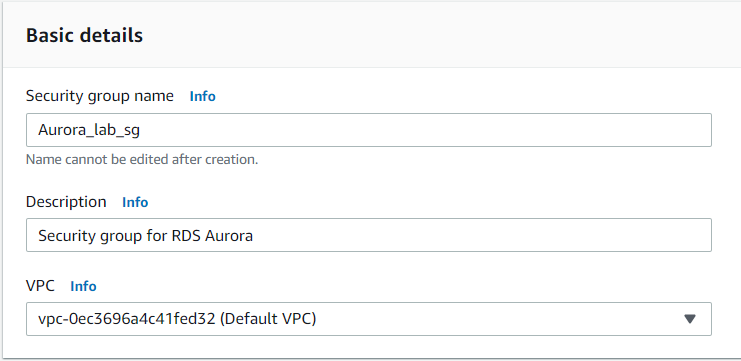 Basic details
Security group name Info
Aurora_lab_sg
Name cannot be edited after creation.
Description Info
Security group for RDS Aurora
VPC Info
vpc-0ec3696a4c41fed32 (Default VPC)